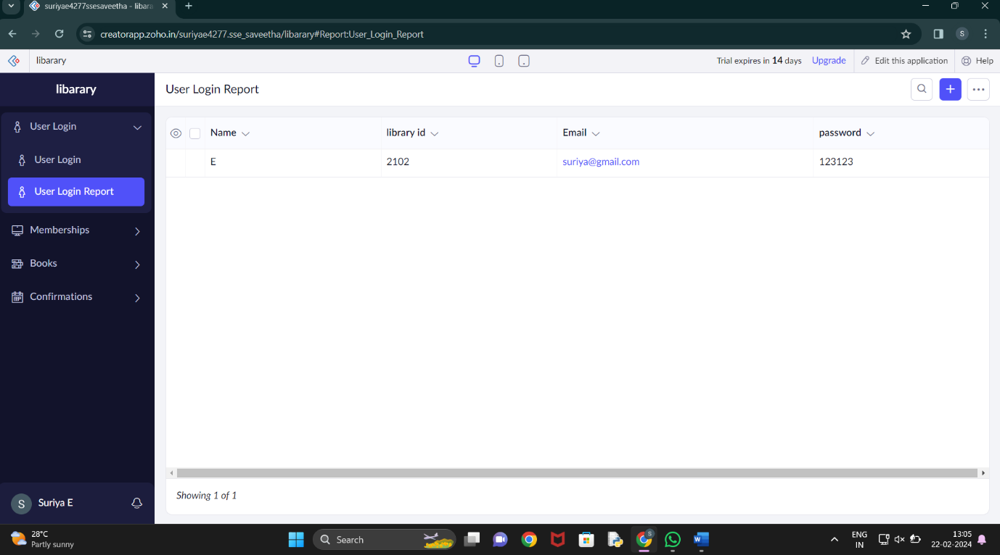 suriyae4277ssesaveetha - libara
creatorapp.zoho.in/suriyae4277.sse_saveetha/libarary#Report:User_Login_Report
S
libarary
Trial expires in 14 days Upgrade Edit this application Help
libarary
User Login Report
User Login
User Login
User Login Report
Memberships
Books
Confirmations
Name library id Email password
E 2102 suriya@gmail.com 123123
Showing 1 of 1
S Suriya E
28°C
Partly sunny
Search
S
W
ENG
IN
13:05
22-02-2024